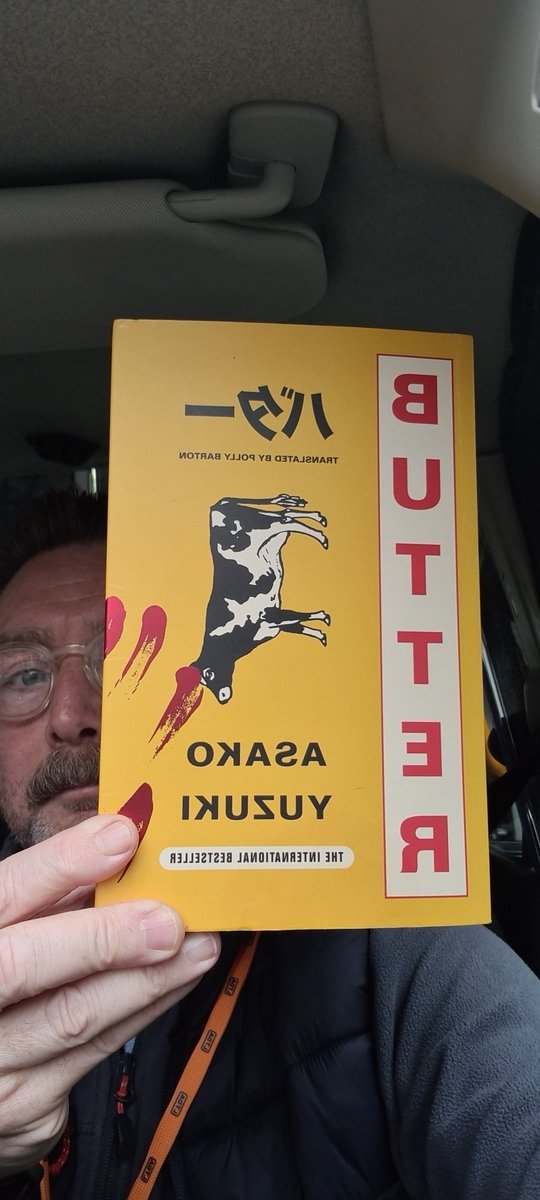 BUTTER
バター
TRANSLATED BY POLLY BARTON
ASAKO
YUZUKI
THE INTERNATIONAL BESTSELLER